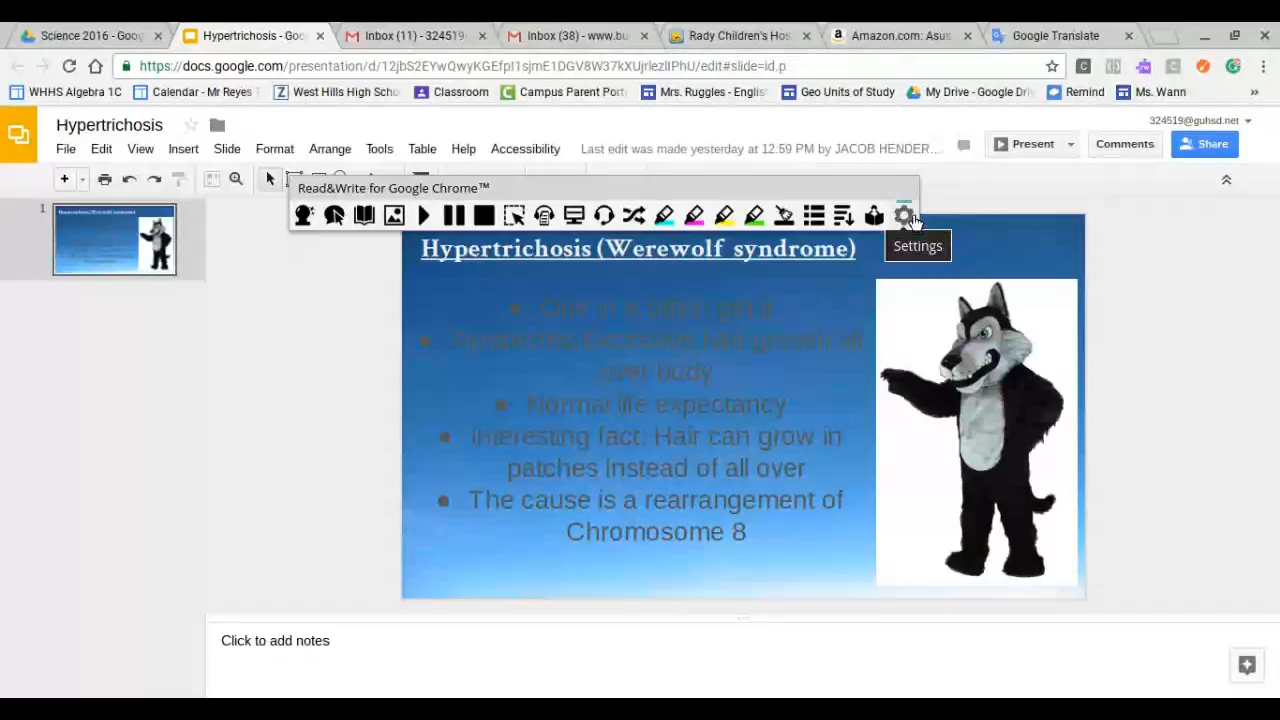 Science 2016 - Goog
Hypertrichosis - Goo
Inbox (11) - 324519
Inbox (38) - www.bu
Rady Children's Hos
Amazon.com: Asus
Google Translate
https://docs.google.com/presentation/d/12jbS2EYwQwyKGEfpI1sjmE1DGV8W37kXUjrlezlIPhU/edit#slide=id.p
WHHS Algebra 1C
Calendar - Mr Reyes
West Hills High Scho
Classroom
Campus Parent Port
Mrs. Ruggles - Englis
Geo Units of Study
My Drive - Google Dri
Remind
Ms. Wann
Hypertrichosis
324519@guhsd.net
File Edit View Insert Slide Format Arrange Tools Table Help Accessibility
Last edit was made yesterday at 12:59 PM by JACOB HENDER...
Present
Comments
Share
Read&Write for Google Chrome™
Settings
1
Hypertrichosis (Werewolf syndrome)
● One in a billion get it
● Symptoms-Excessive hair growth all
over body
● Normal life expectancy
● Interesting fact: Hair can grow in
patches instead of all over
● The cause is a rearrangement of
Chromosome 8
Click to add notes